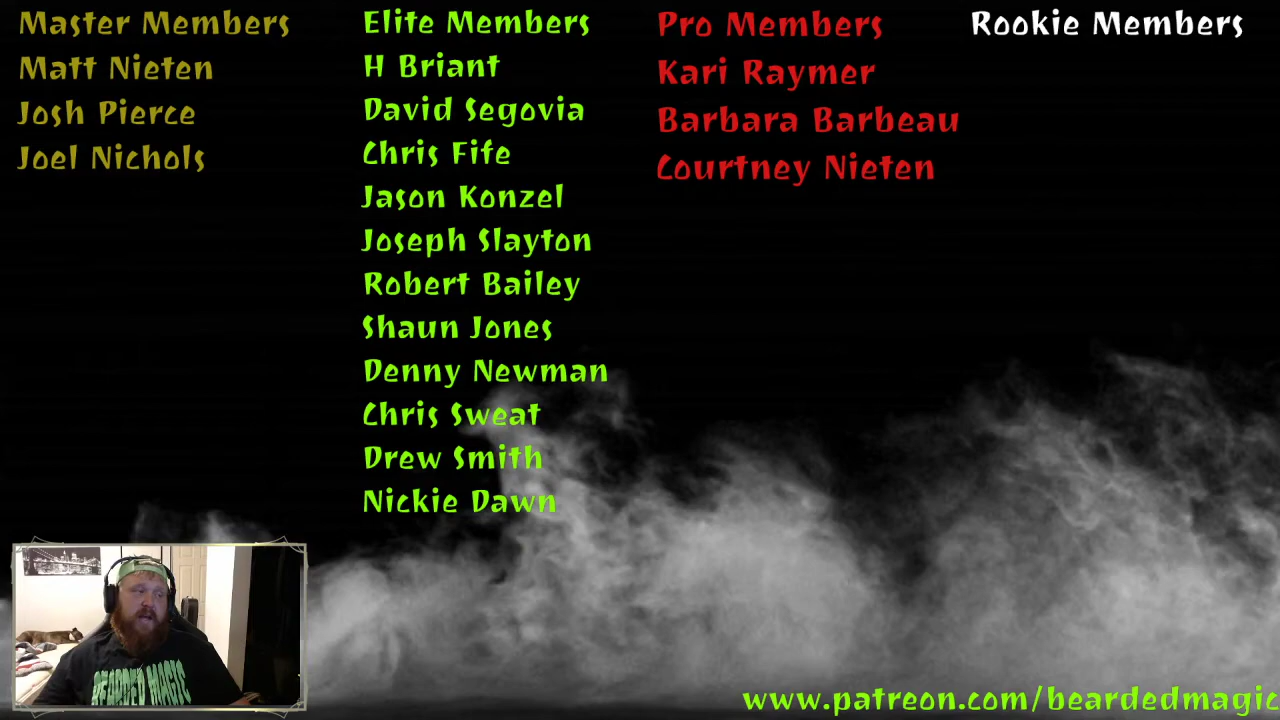 Master Members
Matt Nieten
Josh Pierce
Joel Nichols
Elite Members
H Briant
David Segovia
Chris Fife
Jason Konzel
Joseph Slayton
Robert Bailey
Shaun Jones
Denny Newman
Chris Sweat
Drew Smith
Nickie Dawn
Pro Members
Kari Raymer
Barbara Barbeau
Courtney Nieten
Rookie Members
BEARDED MAGIC
www.patreon.com/beardedmagic